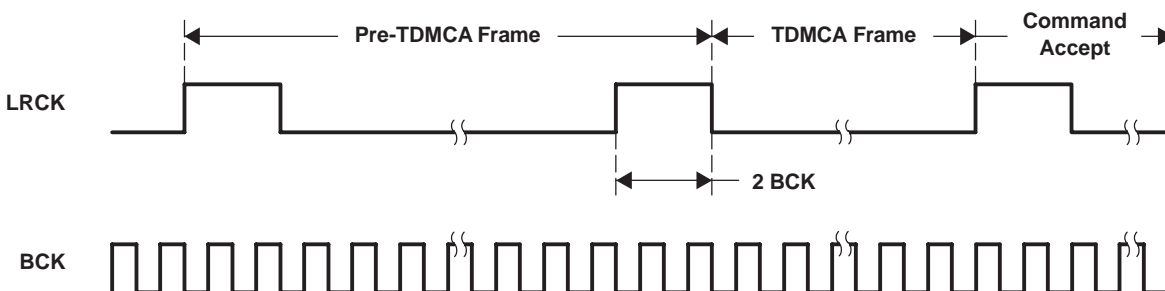 Pre-TDMCA Frame
TDMCA Frame
Command
Accept
LRCK
2 BCK
BCK